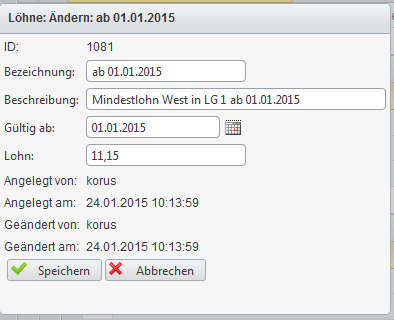 Löhne: Ändern: ab 01.01.2015
ID: 1081
Bezeichnung: ab 01.01.2015
Beschreibung: Mindestlohn West in LG 1 ab 01.01.2015
Gültig ab: 01.01.2015
Lohn: 11,15
Angelegt von: korus
Angelegt am: 24.01.2015 10:13:59
Geändert von: korus
Geändert am: 24.01.2015 10:13:59
Speichern Abbrechen